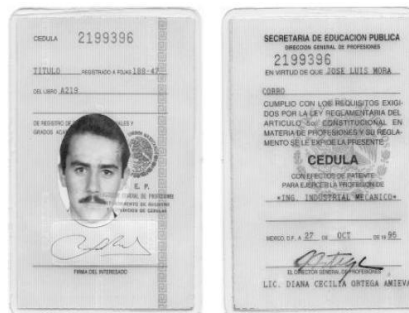 CEDULA 2199396
TITULO REGISTRADO A FOJAS 188-47
DEL LIBRO A219
DE REGISTRO DE
GRADOS
FIRMA DEL INTERESADO
SECRETARIA DE EDUCACION PUBLICA
DIRECCION GENERAL DE PROFESIONES
2199396
EN VIRTUD DE QUE JOSE LUIS MORA
CORRO
CUMPLIO CON LOS REQUISITOS EXIGI-
DOS POR LA LEY REGLAMENTARIA DEL
ARTICULO 5o. CONSTITUCIONAL EN
MATERIA DE PROFESIONES Y SU REGLA-
MENTO SE LE EXPIDE LA PRESENTE
CEDULA
CON EFECTOS DE PATENTE
PARA EJERCER LA PROFESION DE
*ING. INDUSTRIAL MECANICO*
MEXICO, D.F. A 27 DE OCT DE 19 95
EL DIRECTOR GENERAL DE PROFESIONES
LIC. DIANA CECILIA ORTEGA AMIEVA